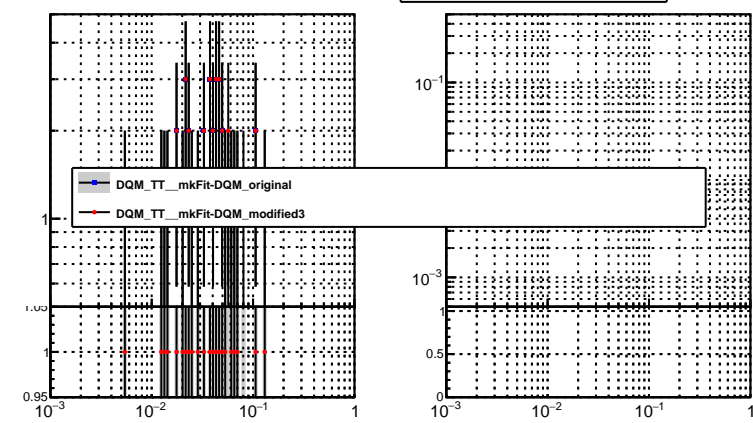 10⁻¹
DQM_TT__mkFit-DQM_original
DQM_TT__mkFit-DQM_modified3
1
10⁻³
1.05
1
1
0.5
0.95
0
10⁻³ 10⁻² 10⁻¹ 1
10⁻³ 10⁻² 10⁻¹ 1